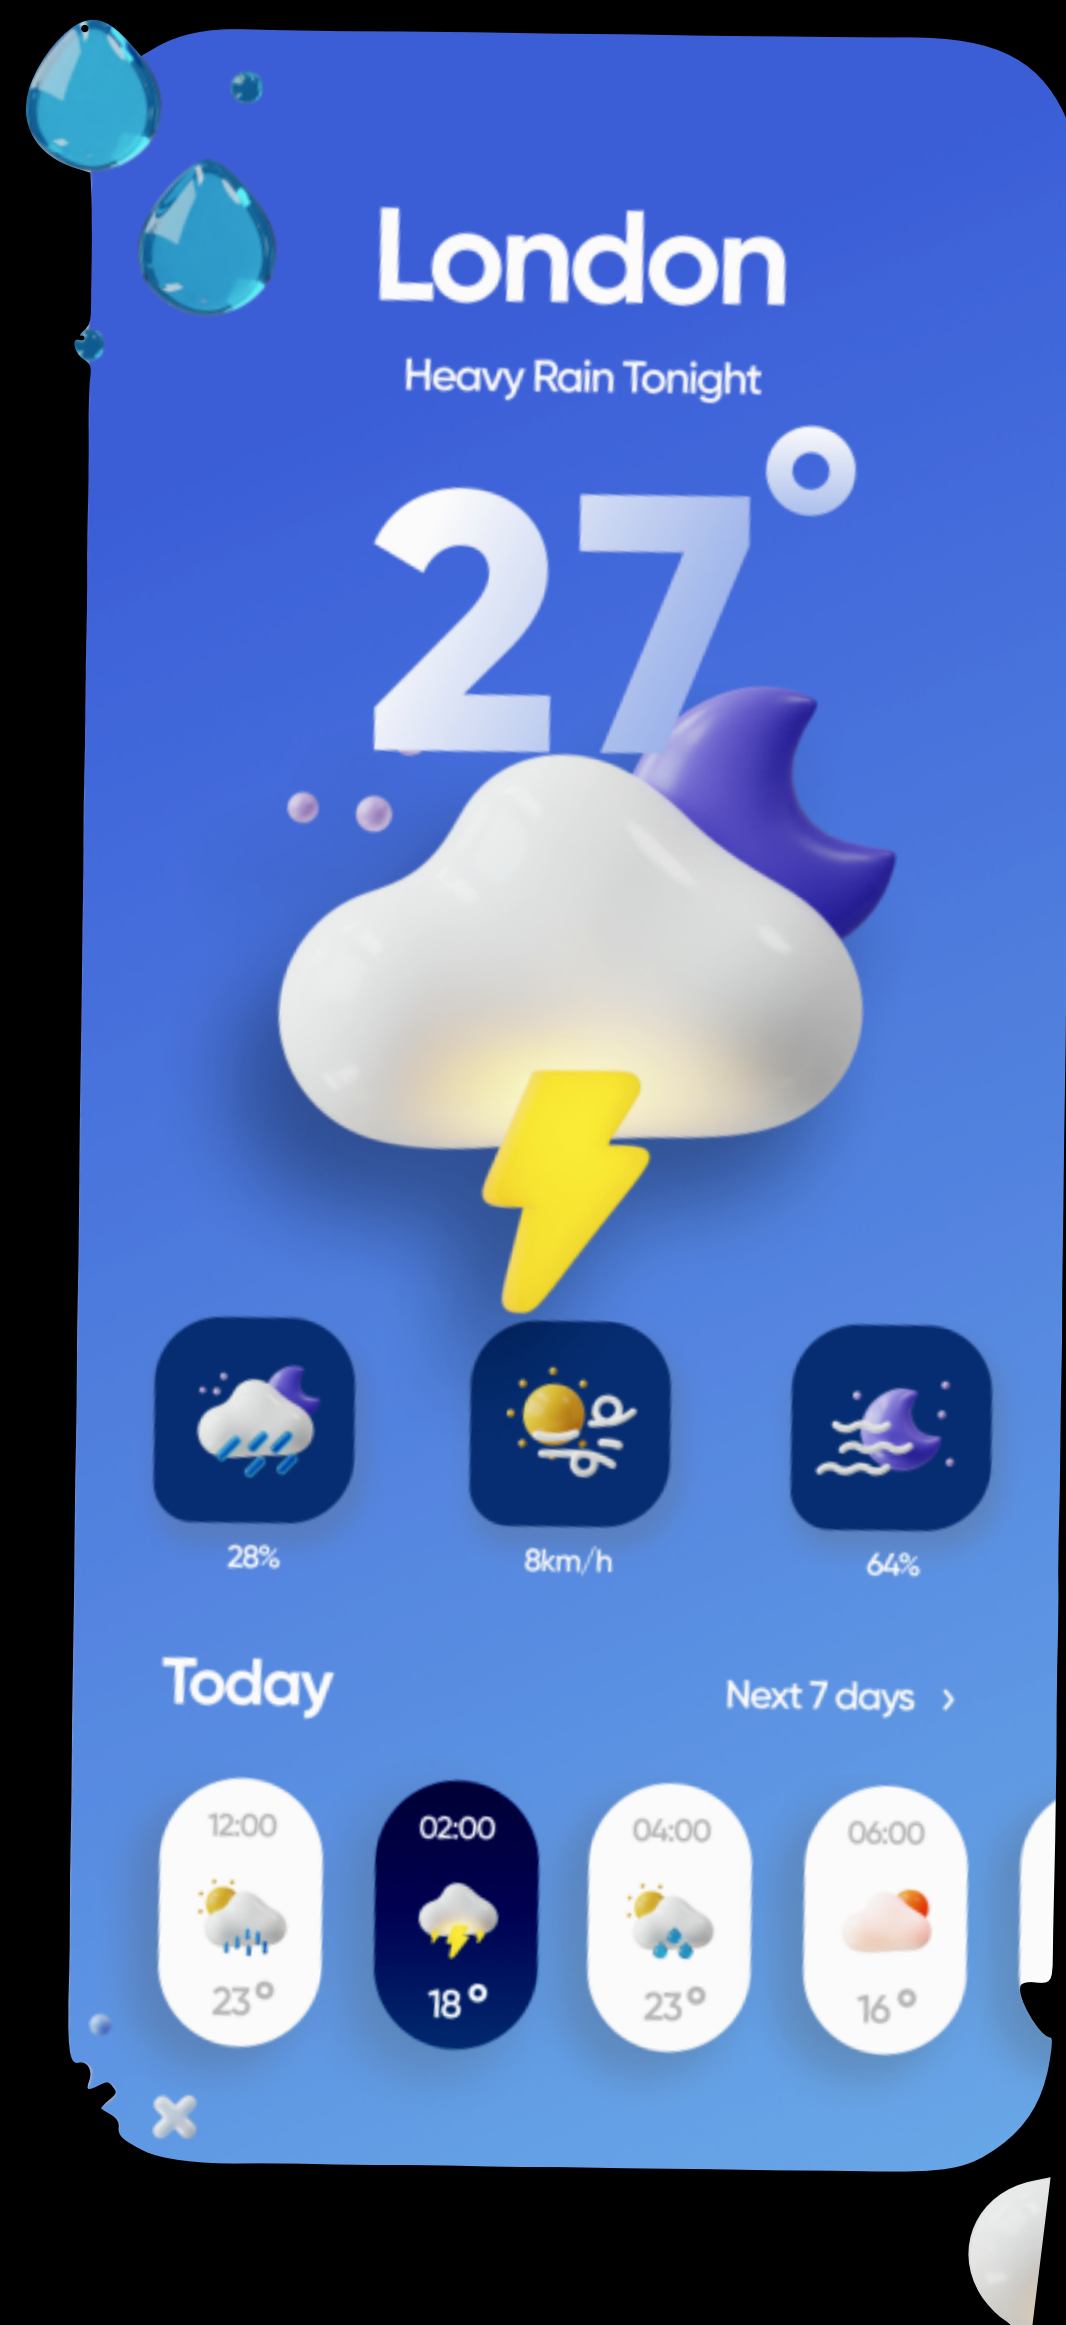 London
Heavy Rain Tonight
27°
28% 8km/h 64%
Today Next 7 days >
12:00 02:00 04:00 06:00
23° 18° 23° 16°